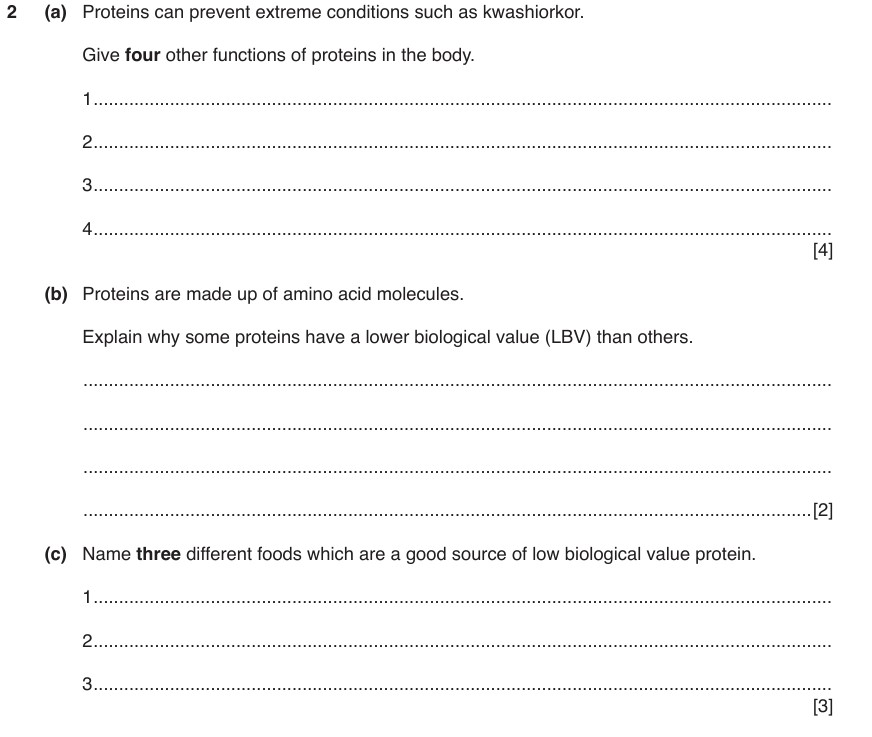 2 (a) Proteins can prevent extreme conditions such as kwashiorkor.
Give four other functions of proteins in the body.
1..........................................................................................................................................
2..........................................................................................................................................
3..........................................................................................................................................
4..........................................................................................................................................
[4]
(b) Proteins are made up of amino acid molecules.
Explain why some proteins have a lower biological value (LBV) than others.
............................................................................................................................................
............................................................................................................................................
............................................................................................................................................
........................................................................................................................................[2]
(c) Name three different foods which are a good source of low biological value protein.
1..........................................................................................................................................
2..........................................................................................................................................
3..........................................................................................................................................
[3]